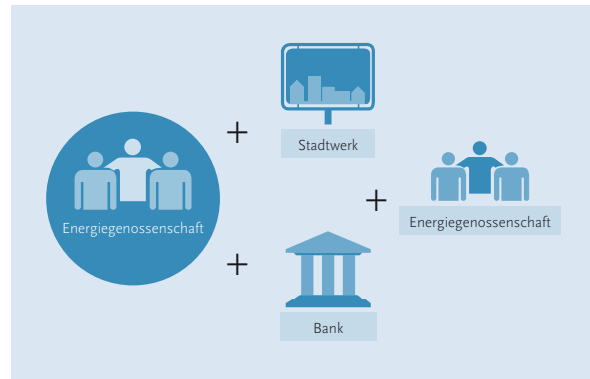 Energiegenossenschaft
+
Stadtwerk
+
Bank
+
Energiegenossenschaft